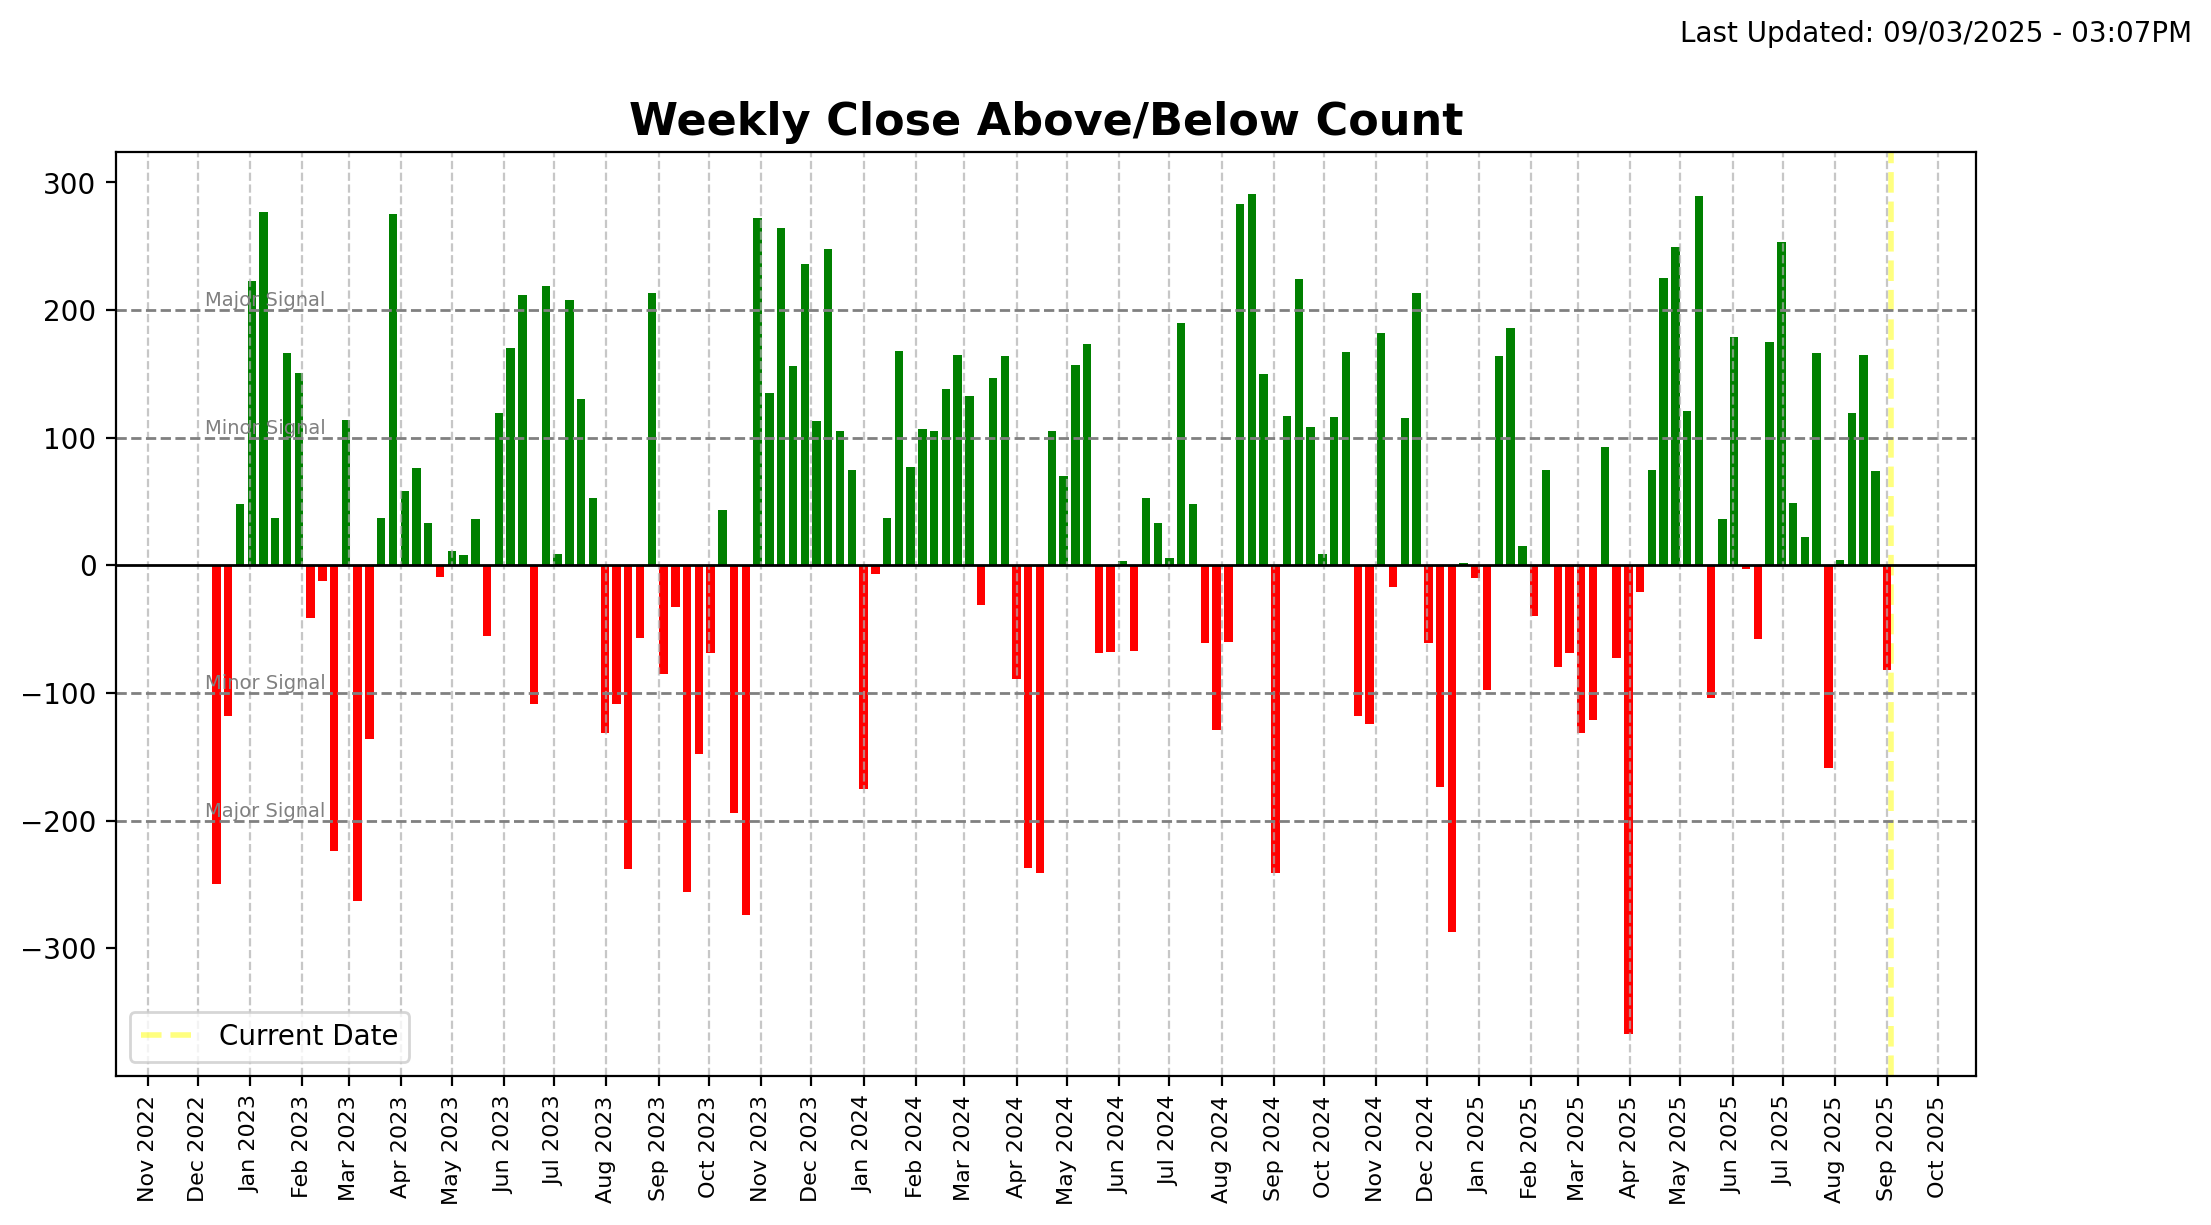 Last Updated: 09/03/2025 - 03:07PM
Weekly Close Above/Below Count
300
200
100
0
−100
−200
−300
Major Signal
Minor Signal
Minor Signal
Major Signal
Current Date
Nov 2022
Dec 2022
Jan 2023
Feb 2023
Mar 2023
Apr 2023
May 2023
Jun 2023
Jul 2023
Aug 2023
Sep 2023
Oct 2023
Nov 2023
Dec 2023
Jan 2024
Feb 2024
Mar 2024
Apr 2024
May 2024
Jun 2024
Jul 2024
Aug 2024
Sep 2024
Oct 2024
Nov 2024
Dec 2024
Jan 2025
Feb 2025
Mar 2025
Apr 2025
May 2025
Jun 2025
Jul 2025
Aug 2025
Sep 2025
Oct 2025